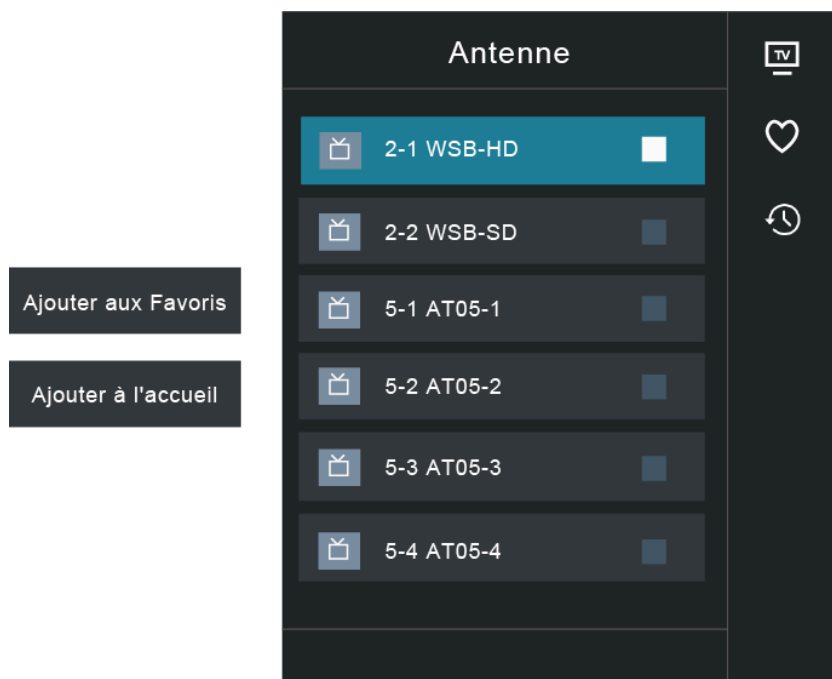 Antenne
TV
2-1 WSB-HD
2-2 WSB-SD
5-1 AT05-1
5-2 AT05-2
5-3 AT05-3
5-4 AT05-4
Ajouter aux Favoris
Ajouter à l'accueil